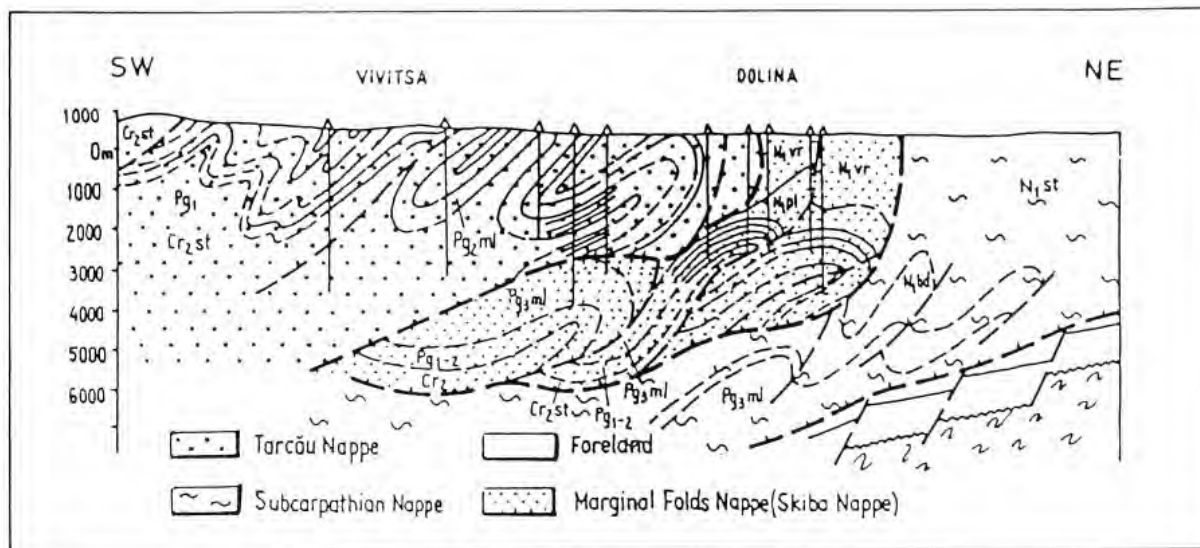 SW
VIVITSA
DOLINA
NE
1000
0m
1000
2000
3000
4000
5000
6000
Cr₂st
Pg₁
Cr₂st
Pg₂ml
Pg₃ml
Pg₁₋₂
Cr₂
Cr₂st
Pg₁₋₂
Pg₃ml
Pg₃ml
N₁vr
N₁vr
N₁pl
N₁bd
N₁st
Tarcău Nappe
Foreland
Subcarpathian Nappe
Marginal Folds Nappe(Skiba Nappe)